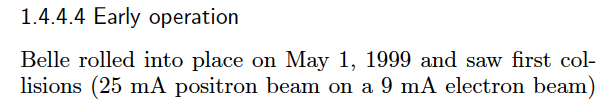 1.4.4.4 Early operation
Belle rolled into place on May 1, 1999 and saw first col-
lisions (25 mA positron beam on a 9 mA electron beam)